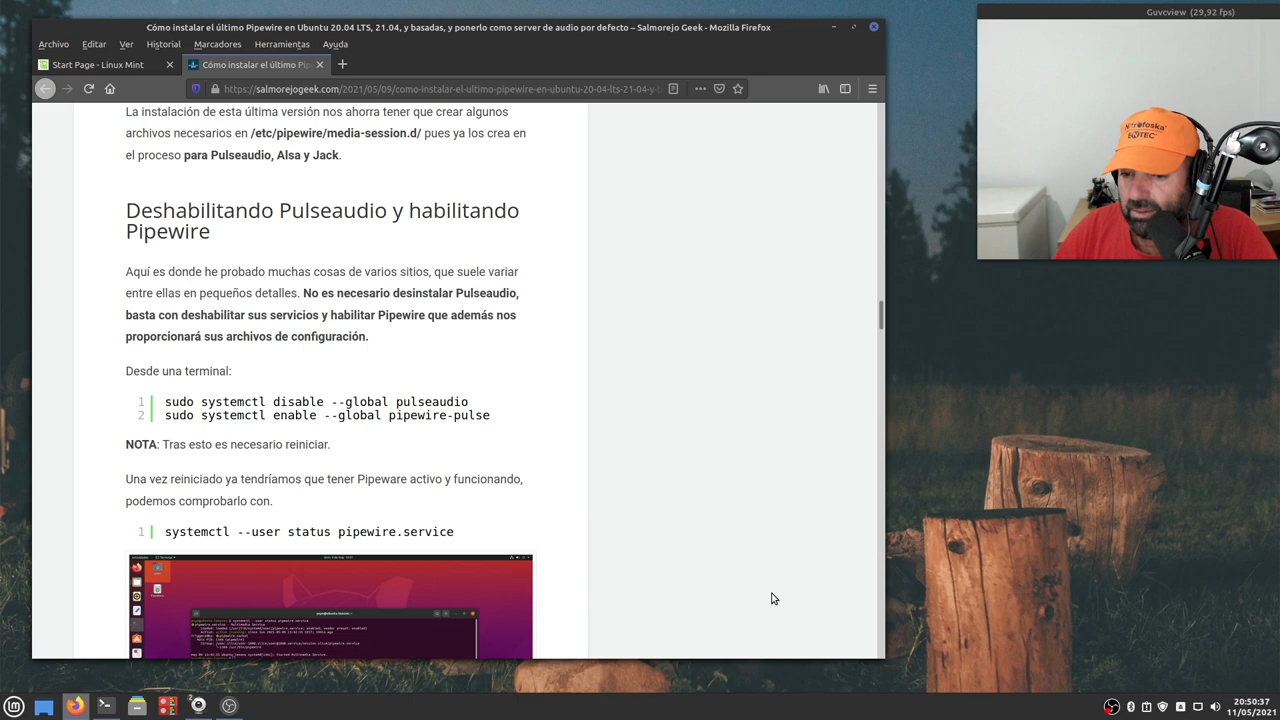 Cómo instalar el último Pipewire en Ubuntu 20.04 LTS, 21.04, y basadas, y ponerlo como server de audio por defecto – Salmorejo Geek – Mozilla Firefox
Guvcview (29,92 fps)
Archivo Editar Ver Historial Marcadores Herramientas Ayuda
Start Page - Linux Mint
Cómo instalar el último Pip
https://salmorejogeek.com/2021/05/09/como-instalar-el-ultimo-pipewire-en-ubuntu-20-04-lts-21-04-y-b
La instalación de esta última versión nos ahorra tener que crear algunos
archivos necesarios en /etc/pipewire/media-session.d/ pues ya los crea en
el proceso para Pulseaudio, Alsa y Jack.
Deshabilitando Pulseaudio y habilitando
Pipewire
Aquí es donde he probado muchas cosas de varios sitios, que suele variar
entre ellas en pequeños detalles. No es necesario desinstalar Pulseaudio,
basta con deshabilitar sus servicios y habilitar Pipewire que además nos
proporcionará sus archivos de configuración.
Desde una terminal:
1 sudo systemctl disable --global pulseaudio
2 sudo systemctl enable --global pipewire-pulse
NOTA: Tras esto es necesario reiniciar.
Una vez reiniciado ya tendríamos que tener Pipeware activo y funcionando,
podemos comprobarlo con.
1 systemctl --user status pipewire.service
20:50:37
11/05/2021